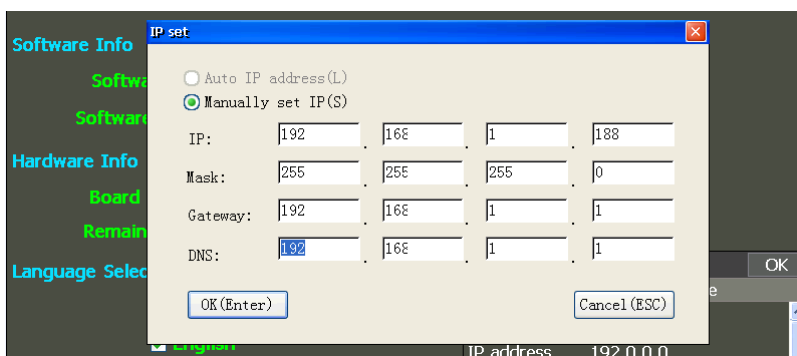 IP set
Software Info
Auto IP address(L)
Softwa
Manually set IP(S)
Software
IP: 192 . 168 . 1 . 188
Hardware Info
Mask: 255 . 255 . 255 . 0
Board
Gateway: 192 . 168 . 1 . 1
Remain
DNS: 192 . 168 . 1 . 1
Language Selec
OK
e
OK(Enter) Cancel(ESC)
English
IP address 192.0.0.0